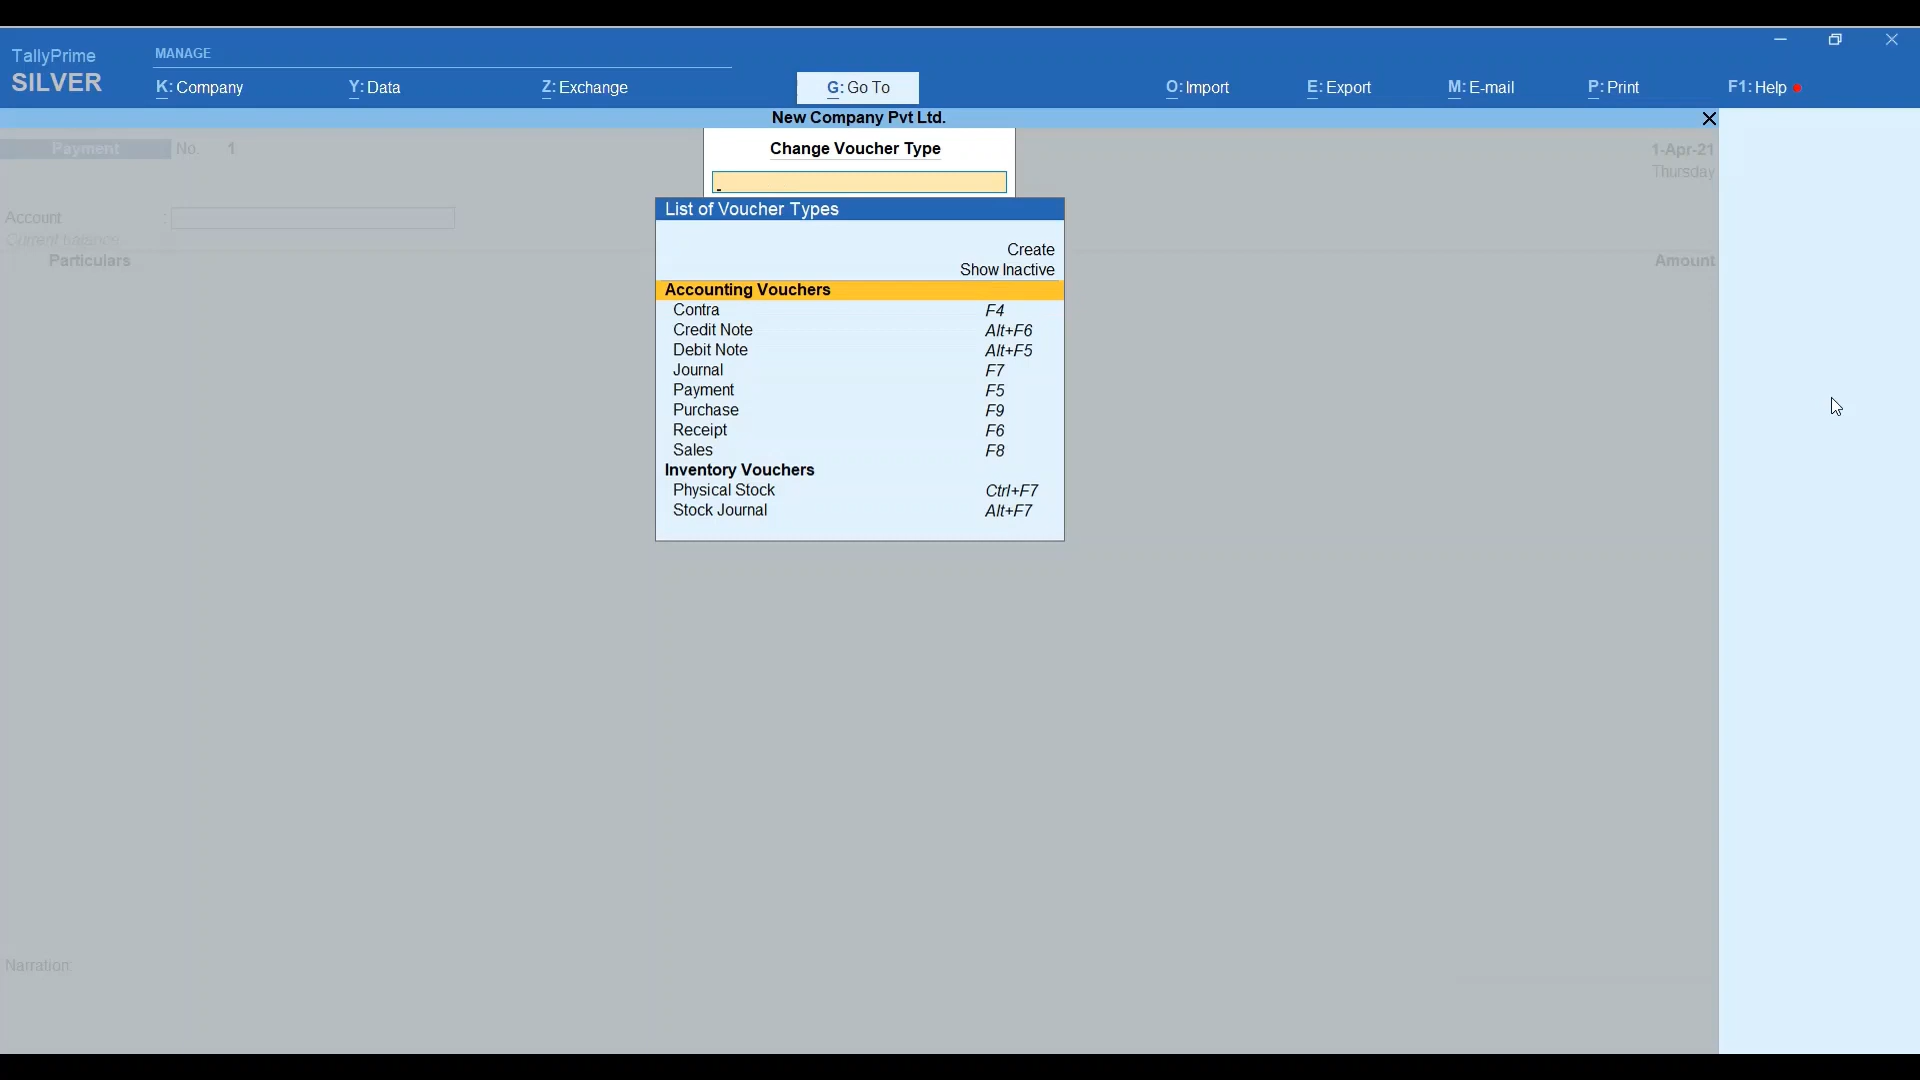 TallyPrime
SILVER
MANAGE
K: Company
Y: Data
Z: Exchange
G: Go To
O: Import
E: Export
M: E-mail
P: Print
F1: Help
New Company Pvt Ltd.
Payment No. 1
1-Apr-21
Thursday
Change Voucher Type
Account :
Current balance
Particulars
Amount
List of Voucher Types
Create
Show Inactive
Accounting Vouchers
Contra F4
Credit Note Alt+F6
Debit Note Alt+F5
Journal F7
Payment F5
Purchase F9
Receipt F6
Sales F8
Inventory Vouchers
Physical Stock Ctrl+F7
Stock Journal Alt+F7
Narration: